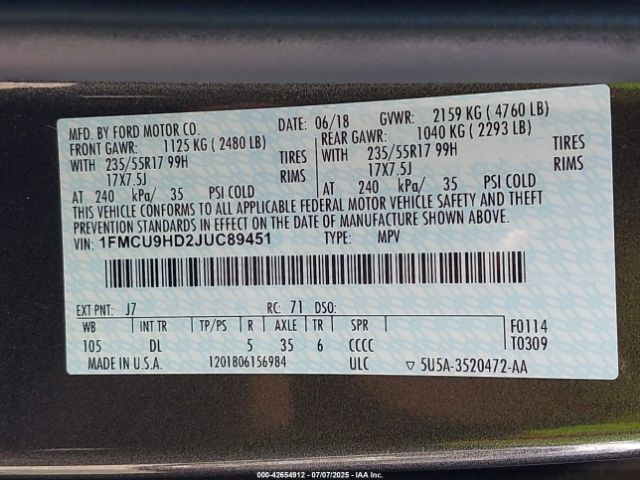 MFD. BY FORD MOTOR CO. DATE: 06/18 GVWR: 2159 KG ( 4760 LB)
FRONT GAWR: 1125 KG ( 2480 LB) REAR GAWR: 1040 KG ( 2293 LB)
WITH 235/55R17 99H TIRES WITH 235/55R17 99H TIRES
17X7.5J RIMS 17X7.5J RIMS
AT 240 kPa/ 35 PSI COLD AT 240 kPa/ 35 PSI COLD
THIS VEHICLE CONFORMS TO ALL APPLICABLE FEDERAL MOTOR VEHICLE SAFETY AND THEFT
PREVENTION STANDARDS IN EFFECT ON THE DATE OF MANUFACTURE SHOWN ABOVE.
VIN: 1FMCU9HD2JUC89451 TYPE: MPV
EXT PNT: J7 RC: 71 DSO:
WB INT TR TP/PS R AXLE TR SPR F0114
105 DL 5 35 6 CCCC T0309
MADE IN U.S.A. 1201806156984 ULC ▽ 5U5A-3520472-AA
000-42654912 07/07/2025 IAAI.COM